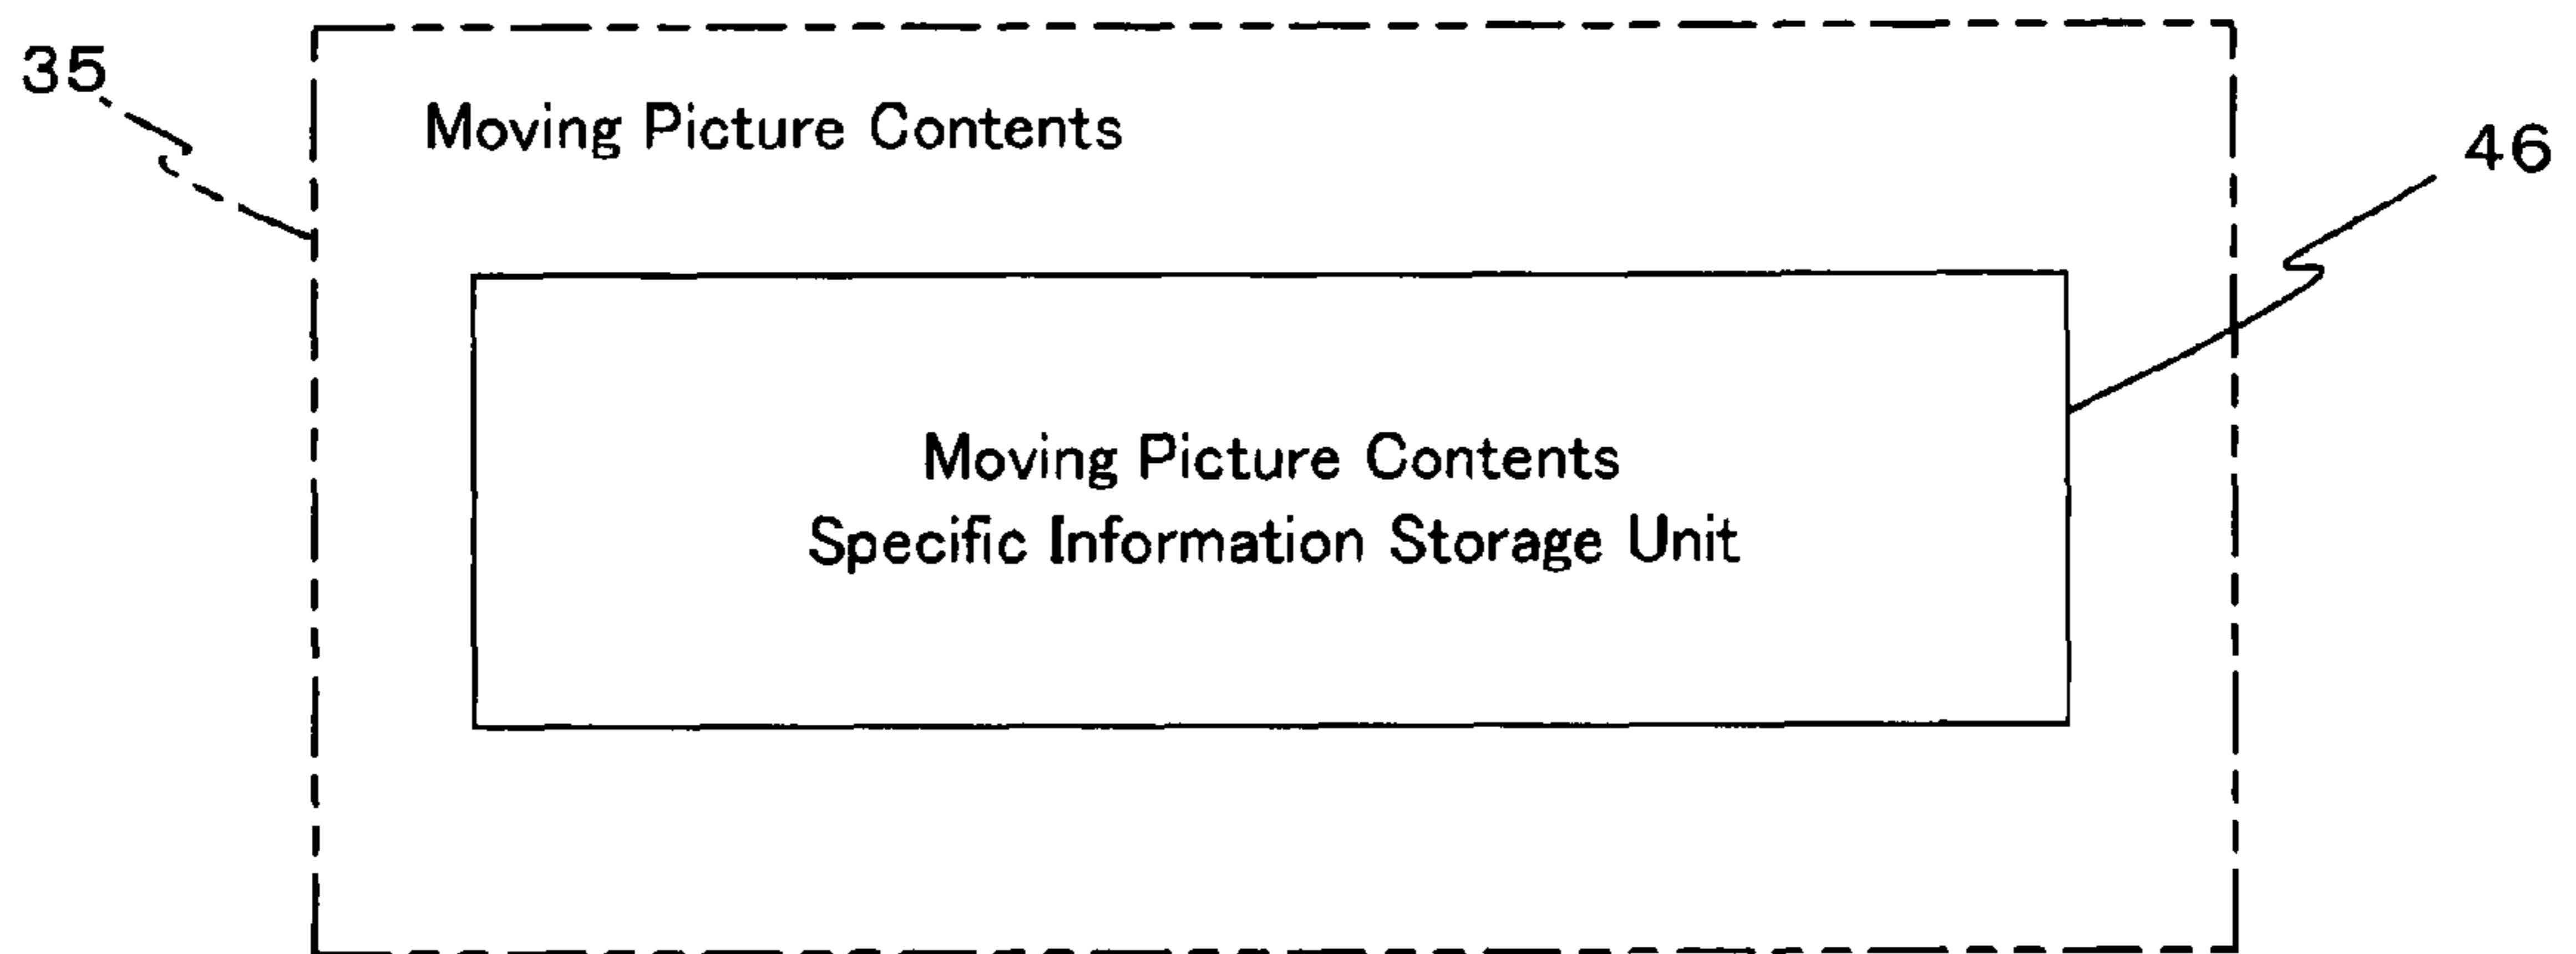 35
Moving Picture Contents
46
Moving Picture Contents
Specific Information Storage Unit